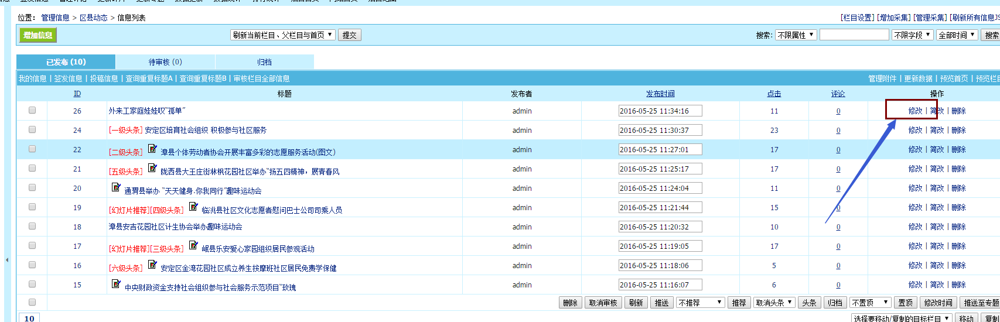 位置： 管理信息 > 区县动态 > 信息列表 [栏目设置] [增加采集] [管理采集] [刷新所有信息JS
增加信息 刷新当前栏目、父栏目与首页 提交 搜索: 不限属性 不限字段 全部时间 搜索
已发布 (10) 待审核 (0) 归档
我的信息 | 签发信息 | 投稿信息 | 查询重复标题A | 查询重复标题B | 审核栏目全部信息 管理附件 | 更新数据 | 预览首页 | 预览栏目
ID 标题 发布者 发布时间 点击 评论 操作
26 外来工家庭娃娃叹“孤单” admin 2016-05-25 11:34:16 11 0 修改 | 简改 | 删除
24 [一级头条] 安定区培育社会组织 积极参与社区服务 admin 2016-05-25 11:30:37 23 0 修改 | 简改 | 删除
22 [二级头条] 漳县个体劳动者协会开展丰富多彩的志愿服务活动(图文) admin 2016-05-25 11:27:01 17 0 修改 | 简改 | 删除
21 [五级头条] 陇西县大王庄街林枫花园社区举办“扬五四精神，展青春风 admin 2016-05-25 11:25:17 17 0 修改 | 简改 | 删除
20 通渭县举办 “天天健身.你我同行”趣味运动会 admin 2016-05-25 11:24:04 11 0 修改 | 简改 | 删除
19 [幻灯片推荐][四级头条] 临洮县社区文化志愿者慰问巴士公司司乘人员 admin 2016-05-25 11:21:44 15 0 修改 | 简改 | 删除
18 漳县安吉花园社区计生协会举办趣味运动会 admin 2016-05-25 11:20:32 10 0 修改 | 简改 | 删除
17 [幻灯片推荐][三级头条] 岷县乐安爱心家园组织居民参观活动 admin 2016-05-25 11:19:05 17 0 修改 | 简改 | 删除
16 [六级头条] 安定区金湾花园社区成立养生按摩班社区居民免费学保健 admin 2016-05-25 11:18:06 5 0 修改 | 简改 | 删除
15 中央财政资金支持社会组织参与社会服务示范项目“玫瑰 admin 2016-05-25 11:16:07 6 0 修改 | 简改 | 删除
删除 取消审核 刷新 推送 不推荐 推荐 取消头条 头条 归档 不置顶 置顶 修改时间 推送至专题
10 选择要移动/复制的目标栏目 移动 复制